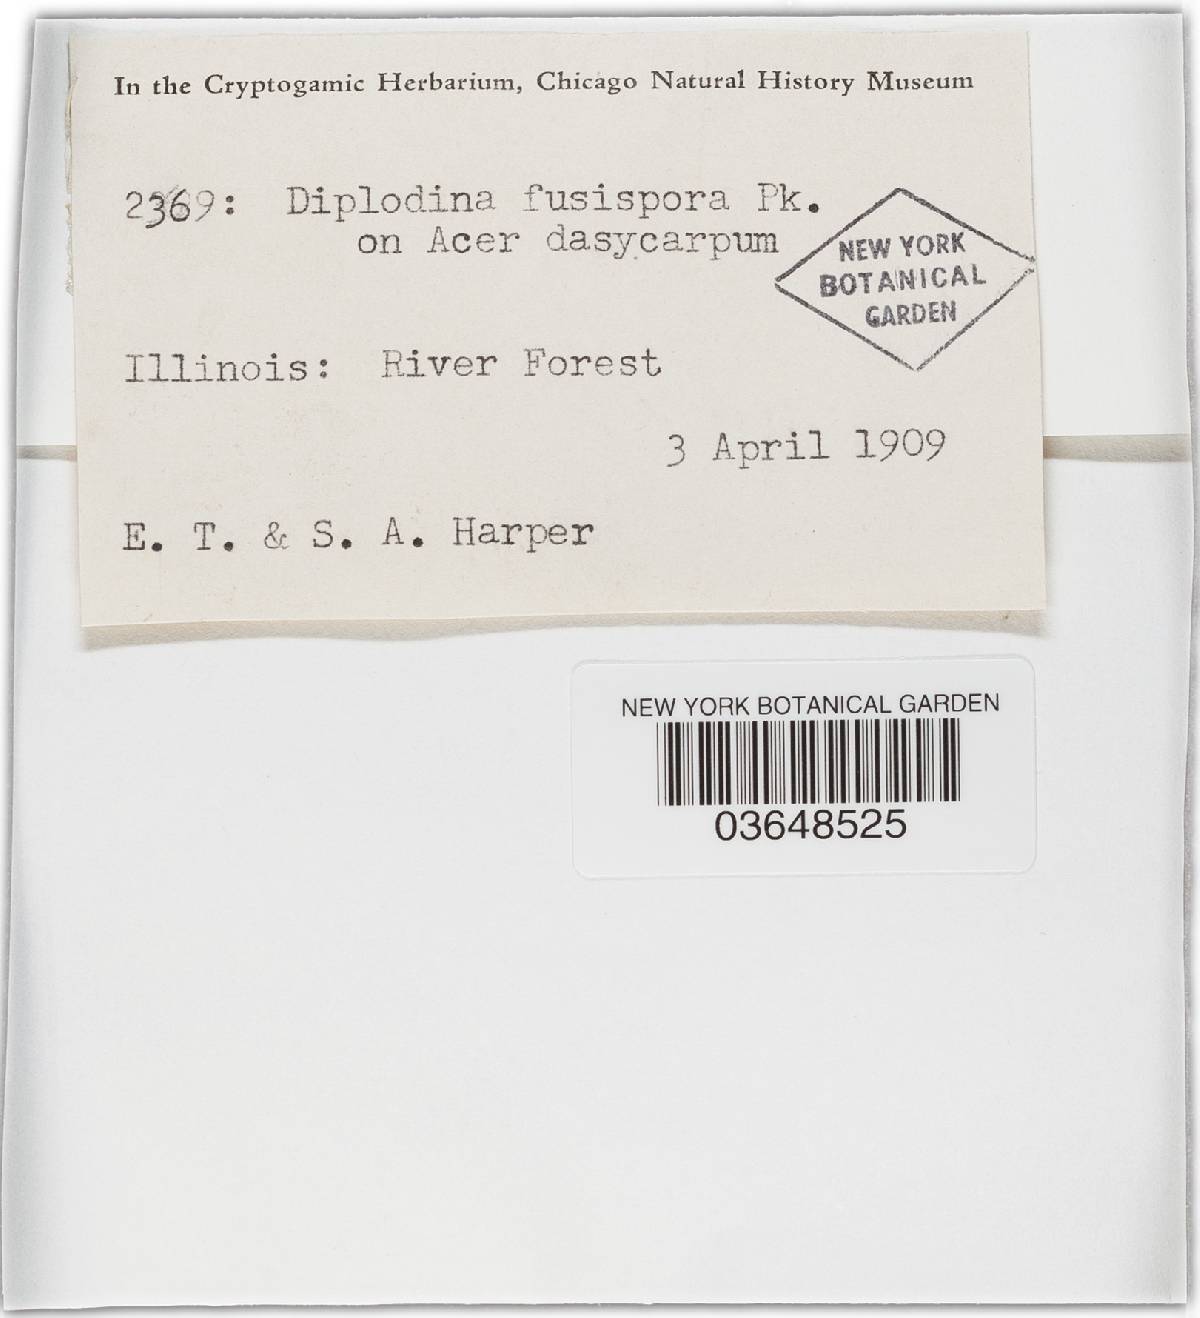 In the Cryptogamic Herbarium, Chicago Natural History Museum
2369: Diplodina fusispora Pk.
on Acer dasycarpum
NEW YORK
BOTANICAL
GARDEN
Illinois: River Forest
3 April 1909
E. T. & S. A. Harper
NEW YORK BOTANICAL GARDEN
03648525